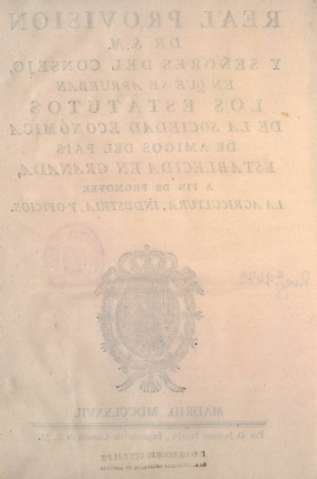 REAL PROVISION
DE S. M.
Y SEÑORES DEL CONSEJO,
EN QUE SE APRUEBAN
LOS ESTATUTOS
DE LA SOCIEDAD ECONÓMICA
DE AMIGOS DEL PAIS
ESTABLECIDA EN GRANADA,
A FIN DE PROMOVER
LA AGRICULTURA, INDUSTRIA, Y OFICIOS.
MADRID. MDCCLXXVII.